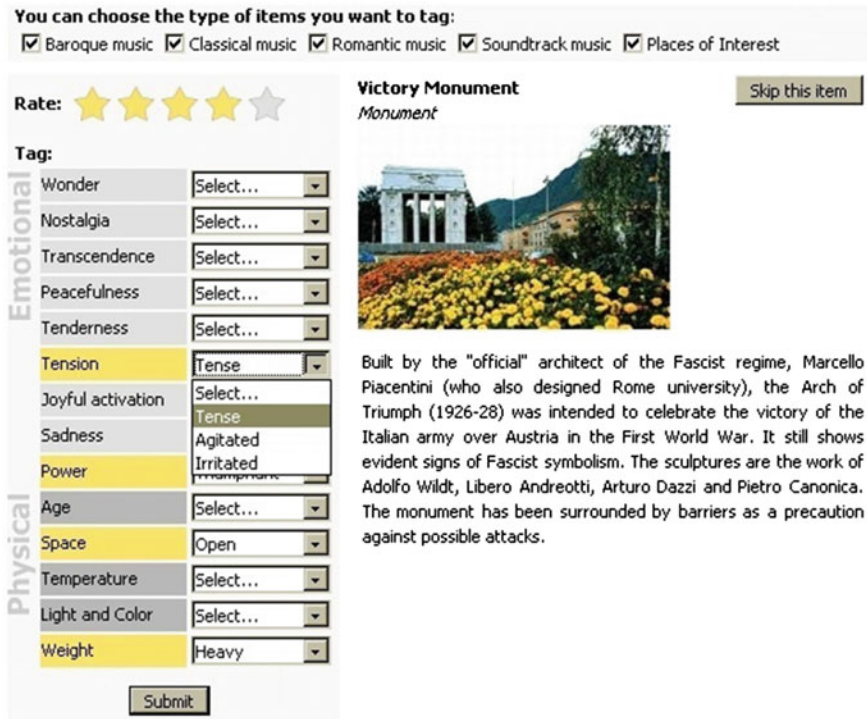 You can choose the type of items you want to tag:
Baroque music Classical music Romantic music Soundtrack music Places of Interest
Rate:
Tag:
Emotional
Wonder Select...
Nostalgia Select...
Transcendence Select...
Peacefulness Select...
Tenderness Select...
Tension Tense
Select...
Tense
Agitated
Irritated
Joyful activation
Sadness
Power
Physical
Age Select...
Space Open
Temperature Select...
Light and Color Select...
Weight Heavy
Submit
Victory Monument
Skip this item
Monument
Built by the "official" architect of the Fascist regime, Marcello
Piacentini (who also designed Rome university), the Arch of
Triumph (1926-28) was intended to celebrate the victory of the
Italian army over Austria in the First World War. It still shows
evident signs of Fascist symbolism. The sculptures are the work of
Adolfo Wildt, Libero Andreotti, Arturo Dazzi and Pietro Canonica.
The monument has been surrounded by barriers as a precaution
against possible attacks.